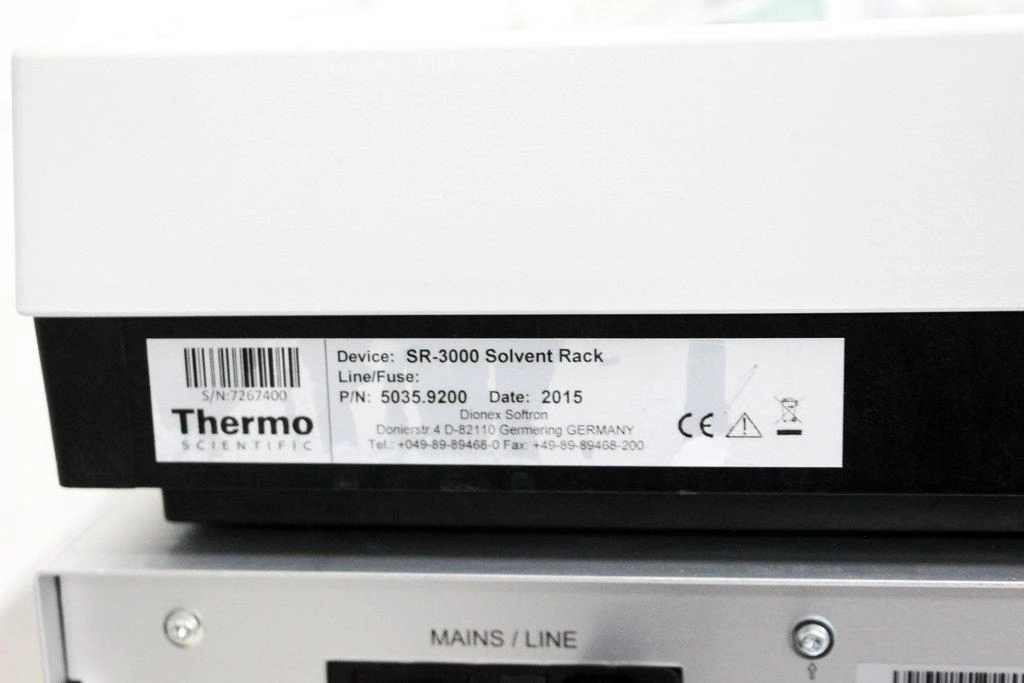 S/N:7267400
Thermo
SCIENTIFIC
Device: SR-3000 Solvent Rack
Line/Fuse:
P/N: 5035.9200 Date: 2015
Dionex Softron
Donierstr.4 D-82110 Germering GERMANY
Tel.: +049-89-89468-0 Fax: +49-89-89468-200
CE
MAINS / LINE